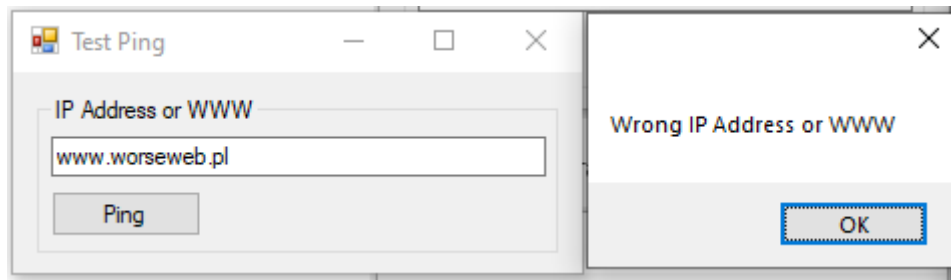 Test Ping
IP Address or WWW
www.worseweb.pl
Ping
Wrong IP Address or WWW
OK